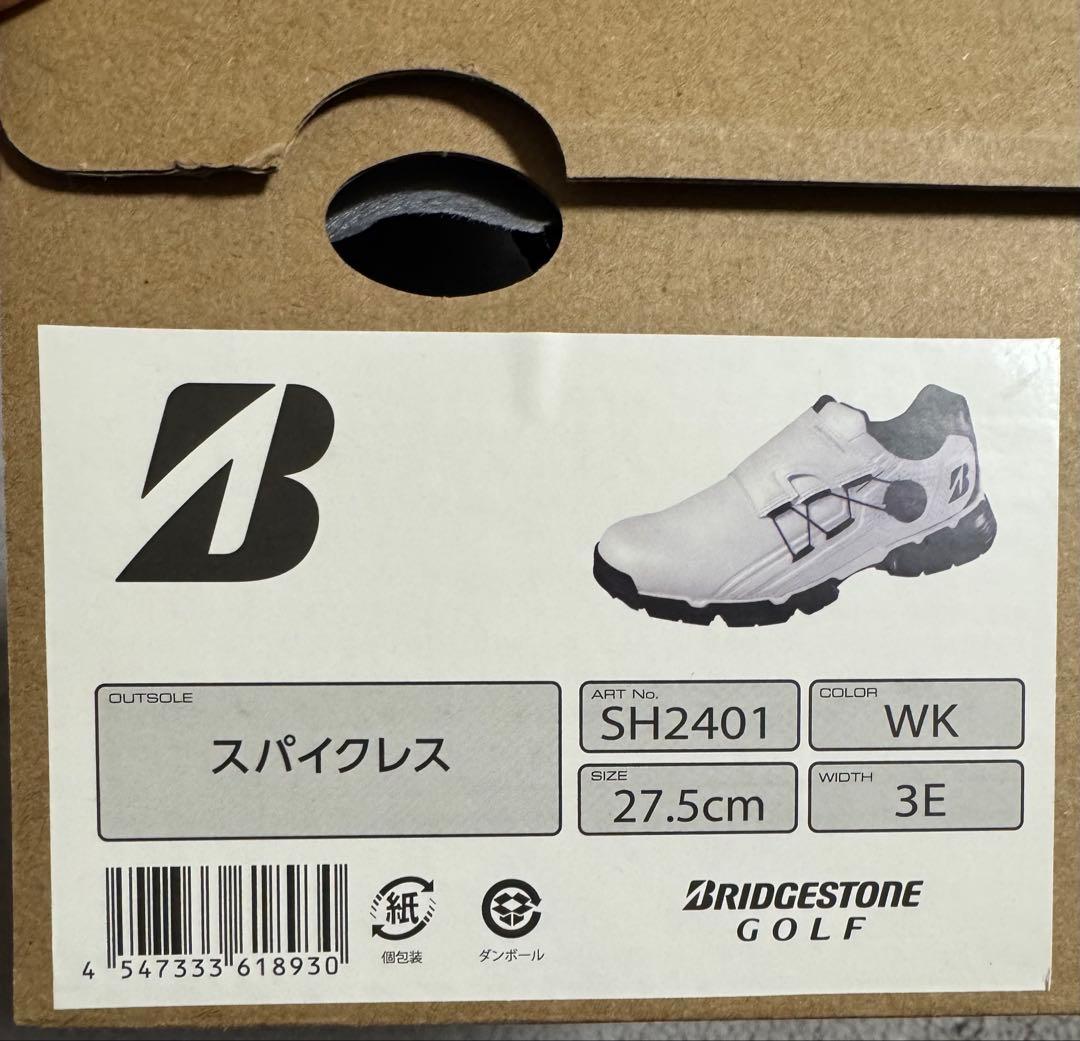 OUTSOLE
スパイクレス
ART No.
SH2401
COLOR
WK
SIZE
27.5cm
WIDTH
3E
4 547333 618930
紙
個包装
ダンボール
BRIDGESTONE
GOLF